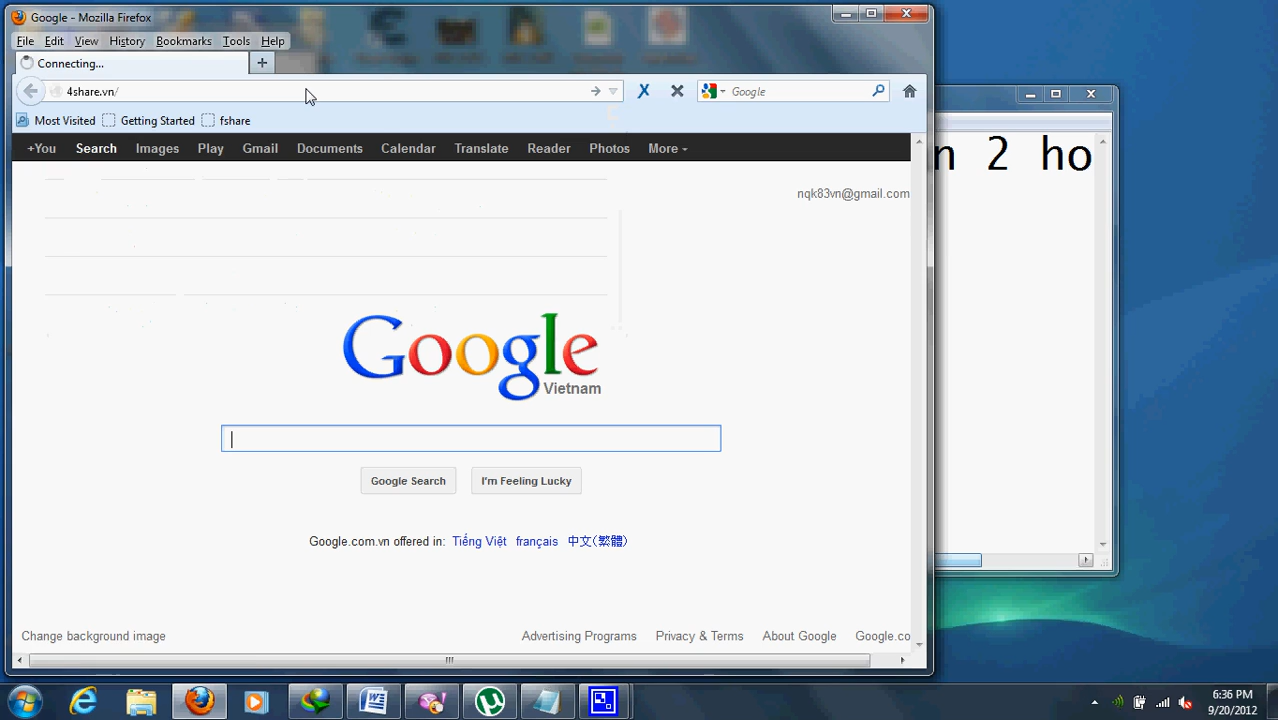 Google - Mozilla Firefox
File Edit View History Bookmarks Tools Help
Connecting...
4share.vn/
Google
Most Visited Getting Started fshare
+You Search Images Play Gmail Documents Calendar Translate Reader Photos More
n 2 ho
nqk83vn@gmail.com
Google
Vietnam
Google Search I'm Feeling Lucky
Google.com.vn offered in: Tiếng Việt français 中文(繁體)
Change background image Advertising Programs Privacy & Terms About Google Google.co
6:36 PM
9/20/2012